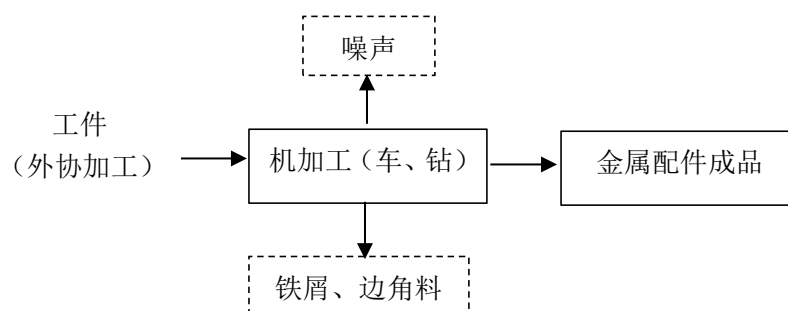 噪声
工件
（外协加工）
机加工（车、钻）
金属配件成品
铁屑、边角料